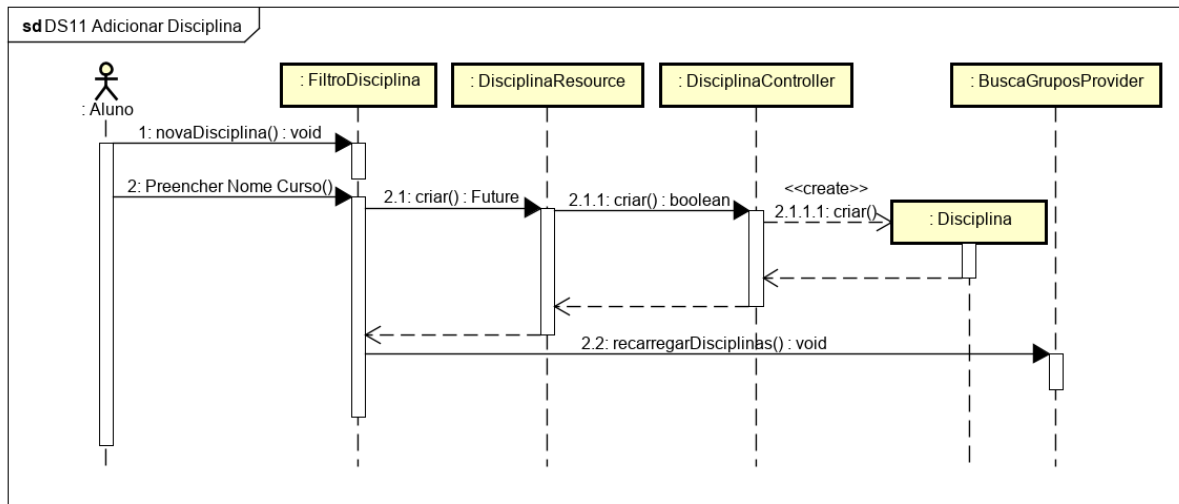 sd DS11 Adicionar Disciplina
: Aluno
: FiltroDisciplina
: DisciplinaResource
: DisciplinaController
: BuscaGruposProvider
1: novaDisciplina() : void
2: Preencher Nome Curso()
2.1: criar() : Future
2.1.1: criar() : boolean
<<create>>
2.1.1.1: criar()
: Disciplina
2.2: recarregarDisciplinas() : void